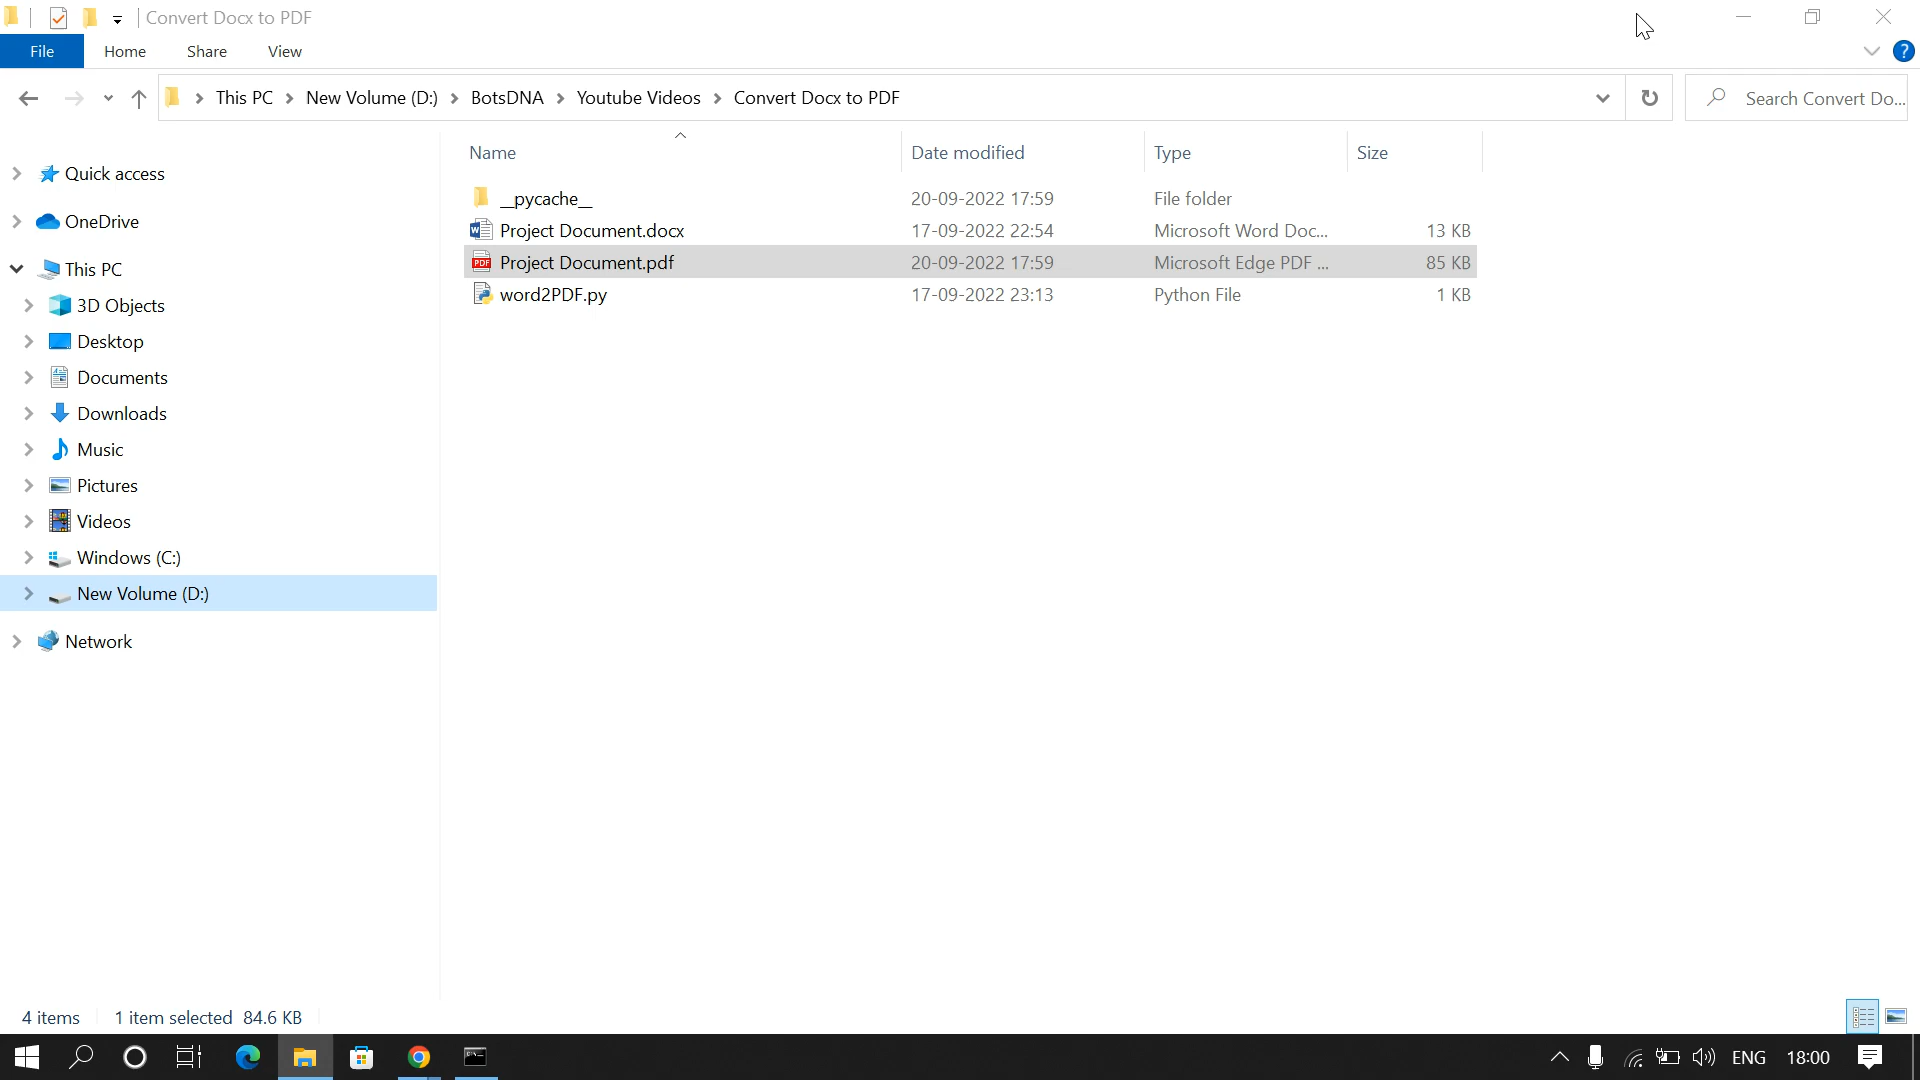 Convert Docx to PDF
File Home Share View
This PC New Volume (D:) BotsDNA Youtube Videos Convert Docx to PDF Search Convert Do...
Name Date modified Type Size
Quick access
OneDrive
This PC
3D Objects
Desktop
Documents
Downloads
Music
Pictures
Videos
Windows (C:)
New Volume (D:)
Network
__pycache__ 20-09-2022 17:59 File folder
Project Document.docx 17-09-2022 22:54 Microsoft Word Doc... 13 KB
PDF Project Document.pdf 20-09-2022 17:59 Microsoft Edge PDF ... 85 KB
word2PDF.py 17-09-2022 23:13 Python File 1 KB
4 items 1 item selected 84.6 KB
ENG 18:00